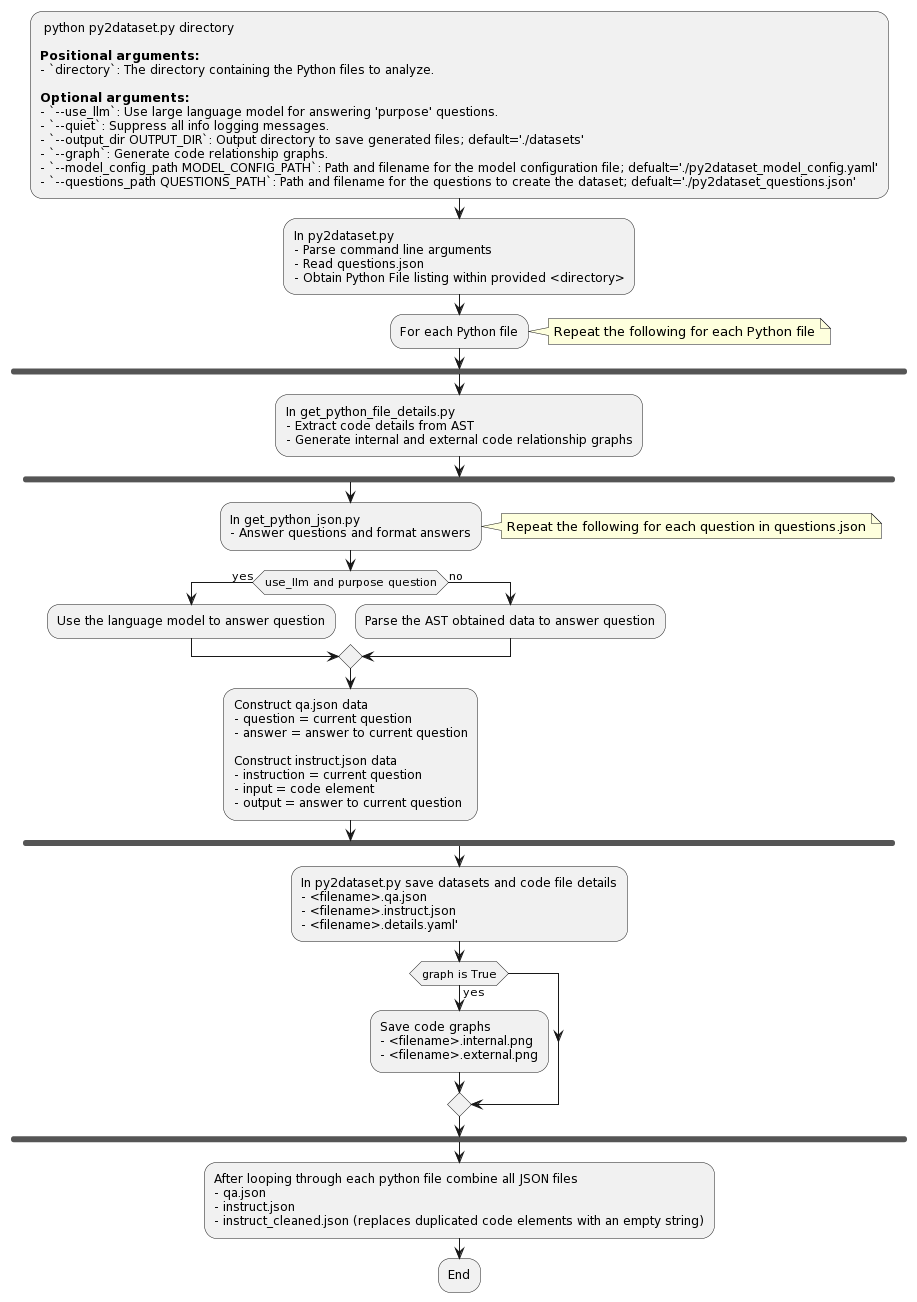 python py2dataset.py directory
Positional arguments:
- `directory`: The directory containing the Python files to analyze.
Optional arguments:
- `--use_llm`: Use large language model for answering 'purpose' questions.
- `--quiet`: Suppress all info logging messages.
- `--output_dir OUTPUT_DIR`: Output directory to save generated files; default='./datasets'
- `--graph`: Generate code relationship graphs.
- `--model_config_path MODEL_CONFIG_PATH`: Path and filename for the model configuration file; defualt='./py2dataset_model_config.yaml'
- `--questions_path QUESTIONS_PATH`: Path and filename for the questions to create the dataset; defualt='./py2dataset_questions.json'
In py2dataset.py
- Parse command line arguments
- Read questions.json
- Obtain Python File listing within provided <directory>
For each Python file
Repeat the following for each Python file
In get_python_file_details.py
- Extract code details from AST
- Generate internal and external code relationship graphs
In get_python_json.py
- Answer questions and format answers
Repeat the following for each question in questions.json
yes
use_llm and purpose question
no
Use the language model to answer question
Parse the AST obtained data to answer question
Construct qa.json data
- question = current question
- answer = answer to current question
Construct instruct.json data
- instruction = current question
- input = code element
- output = answer to current question
In py2dataset.py save datasets and code file details
- <filename>.qa.json
- <filename>.instruct.json
- <filename>.details.yaml'
graph is True
yes
Save code graphs
- <filename>.internal.png
- <filename>.external.png
After looping through each python file combine all JSON files
- qa.json
- instruct.json
- instruct_cleaned.json (replaces duplicated code elements with an empty string)
End